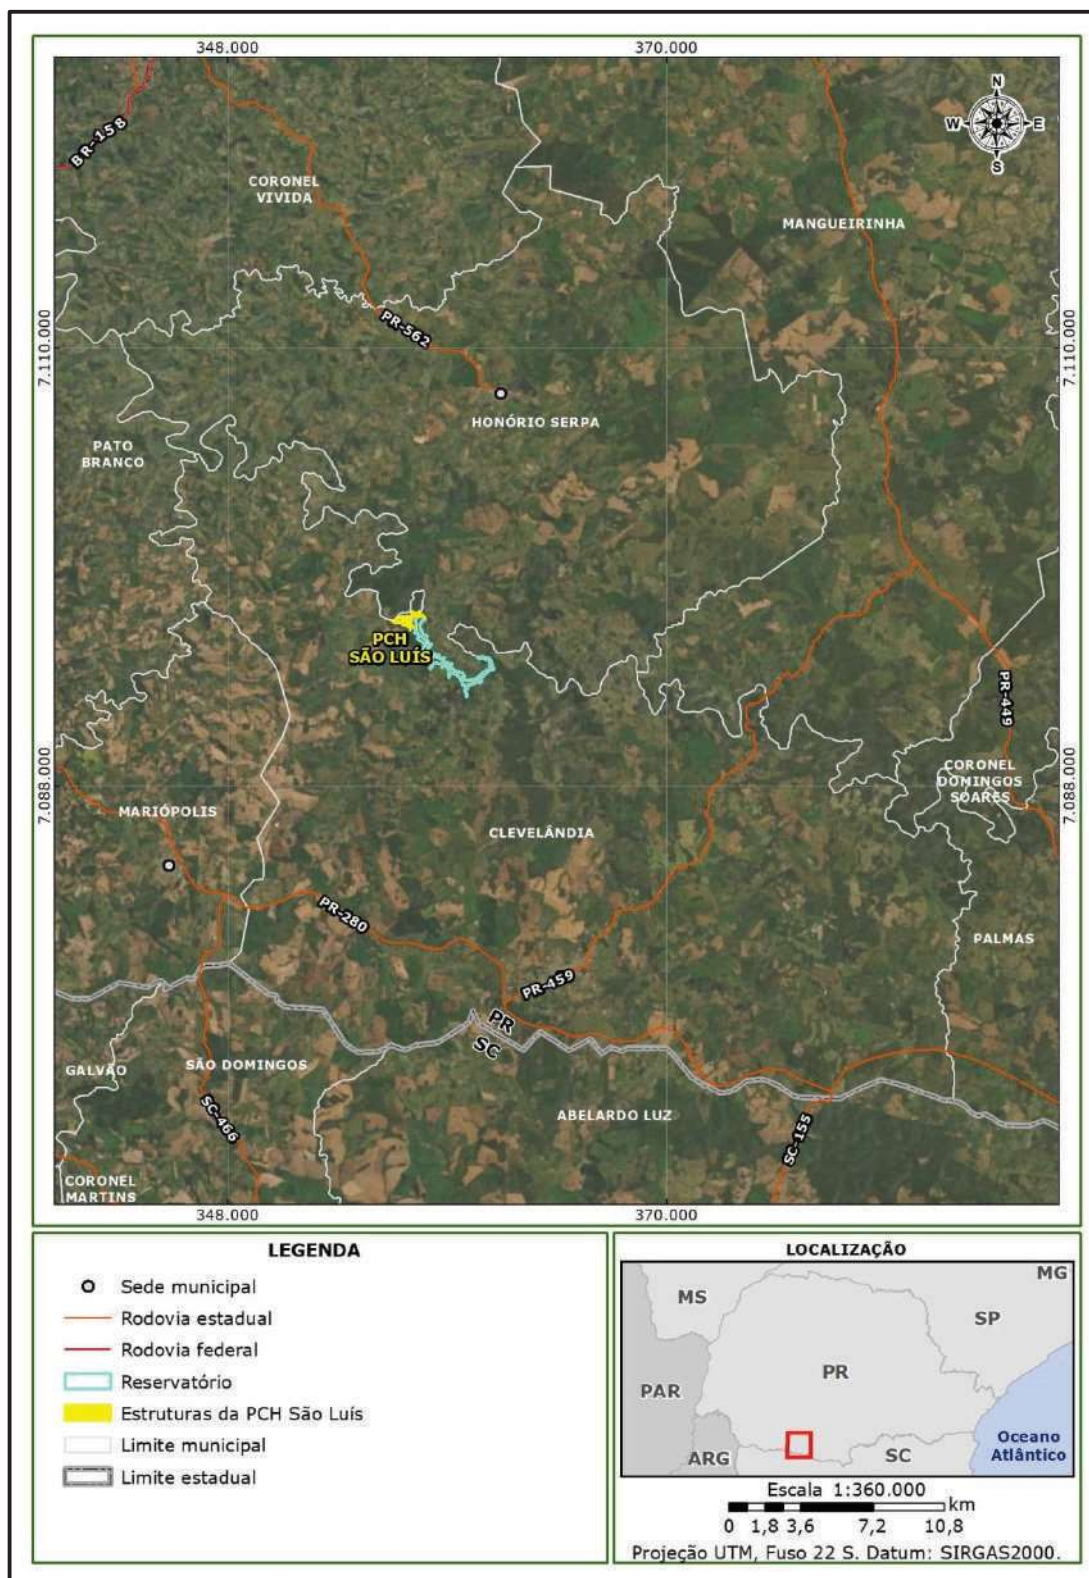 348.000
370.000
N
W
E
S
BR-158
CORONEL
VIVIDA
MANGUEIRINHA
7.110.000
PR-562
7.110.000
HONÓRIO SERPA
PATO
BRANCO
PCH
SÃO LUÍS
PR-449
7.088.000
CORONEL
DOMINGOS
SOARES
7.088.000
MARIÓPOLIS
CLEVELÂNDIA
PR-280
PALMAS
PR-459
PR
SC
GALVÃO
SÃO DOMINGOS
SC-466
ABELARDO LUZ
SC-155
CORONEL
MARTINS
348.000
370.000
LEGENDA
Sede municipal
Rodovia estadual
Rodovia federal
Reservatório
Estruturas da PCH São Luís
Limite municipal
Limite estadual
LOCALIZAÇÃO
MG
MS
SP
PR
PAR
Oceano
Atlântico
ARG
SC
Escala 1:360.000
km
0 1,8 3,6 7,2 10,8
Projeção UTM, Fuso 22 S. Datum: SIRGAS2000.